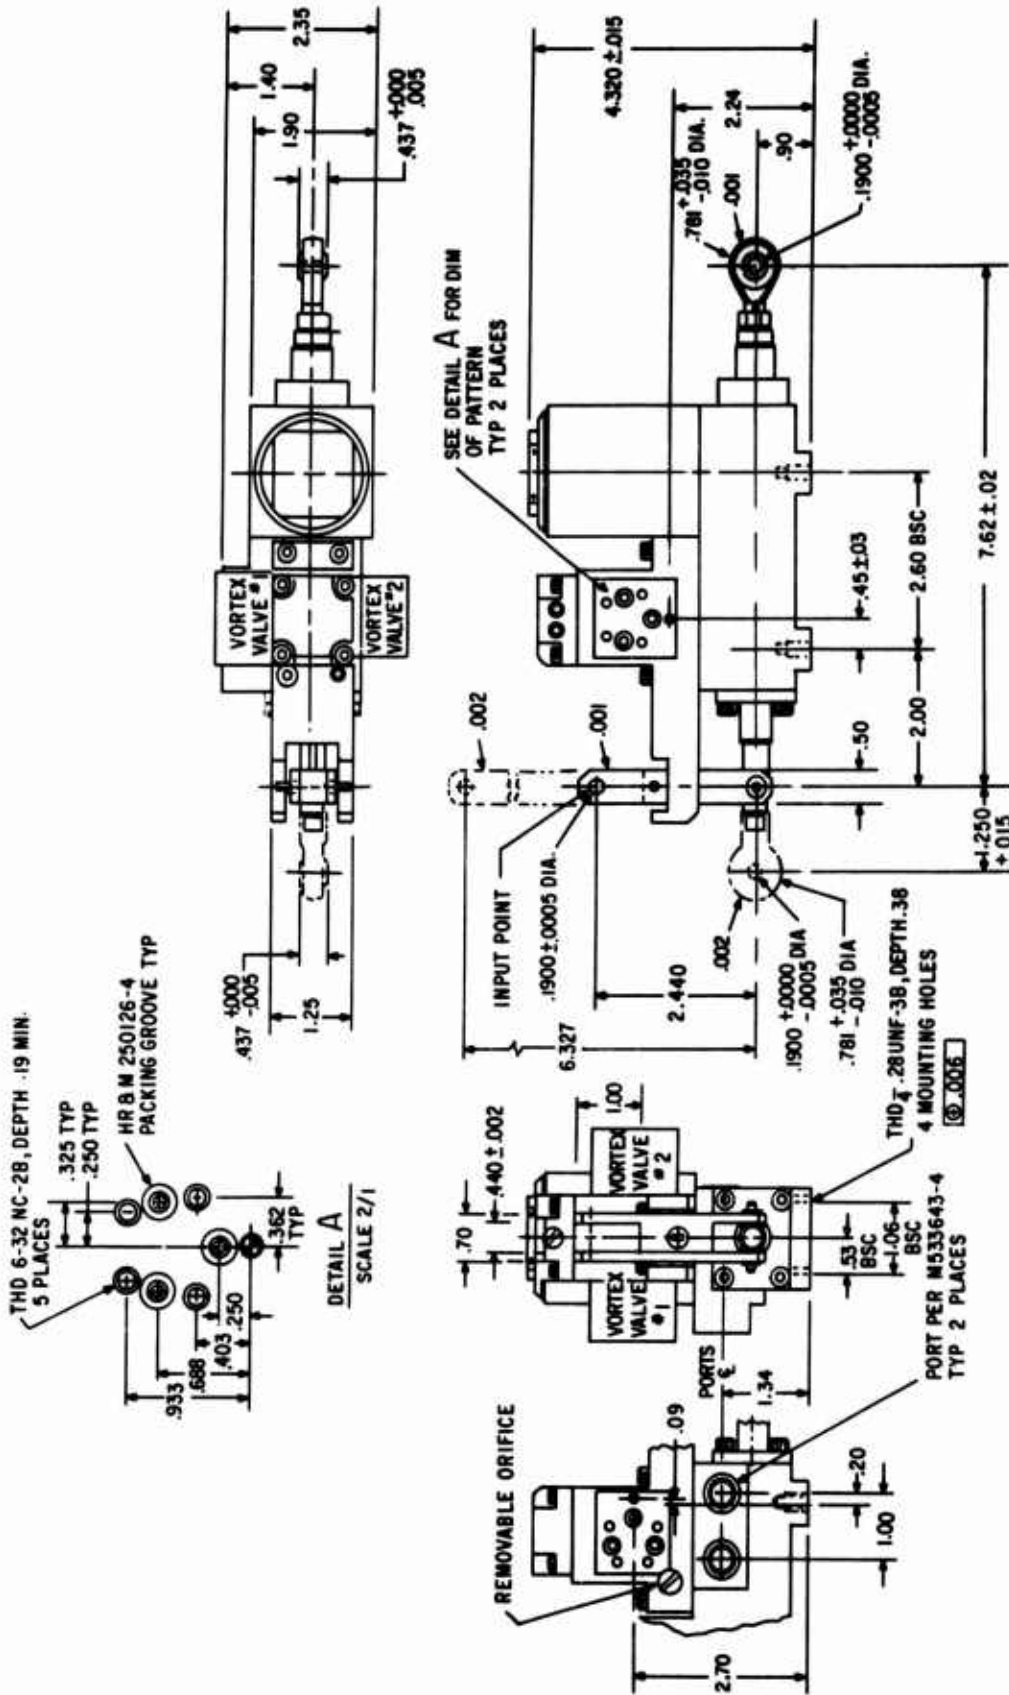 THD 6-32 NC-2B, DEPTH .19 MIN.
5 PLACES
.325 TYP
.250 TYP
HR&M 250126-4
PACKING GROOVE TYP
.362
TYP
.250
.403
.688
.933
DETAIL A
SCALE 2/1
2.35
1.40
1.90
.437 +.000
.005
VORTEX
VALVE #1
VORTEX
VALVE #2
.437 +.000
-.005
1.25
REMOVABLE ORIFICE
2.70
.09
.20
1.00
PORTS
℄
1.34
PORT PER MS33643-4
TYP 2 PLACES
.70
.440±.002
1.00
VORTEX
VALVE
#1
VORTEX
VALVE
#2
.53
BSC
1.06
BSC
4 MOUNTING HOLES
⊕ .006
SEE DETAIL A FOR DIM
OF PATTERN
TYP 2 PLACES
4.320±.015
2.24
.90
.781 +.035
-.010 DIA.
.001
.1900 +.0000
-.0005 DIA.
INPUT POINT
.1900±.0005 DIA.
.002
.001
6.327
2.440
.1900 +.0000
-.0005 DIA
.781 +.035
-.010 DIA
.002
.50
.45±.03
2.00
2.60 BSC
7.62±.02
1.250
+.015